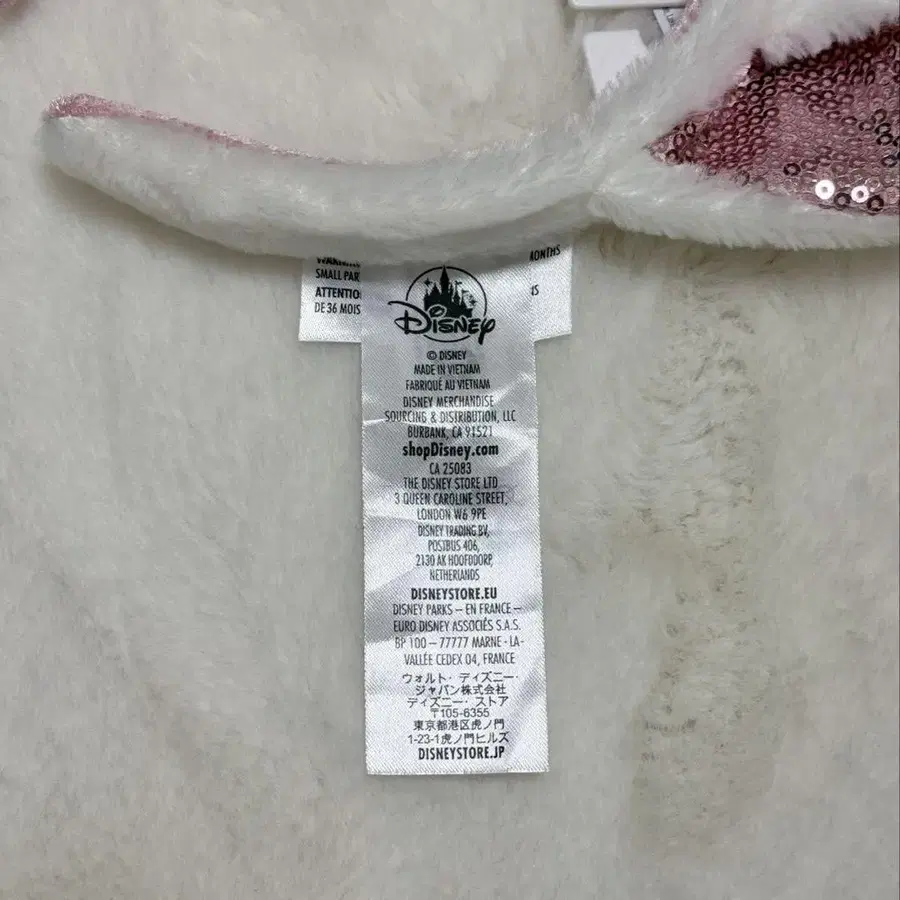 SMALL PAR
ATTENTIO
DE 36 MOIS
MONTHS
Disney
© DISNEY
MADE IN VIETNAM
FABRIQUÉ AU VIETNAM
DISNEY MERCHANDISE
SOURCING & DISTRIBUTION, LLC
BURBANK, CA 91521
shopDisney.com
CA 25083
THE DISNEY STORE LTD
3 QUEEN CAROLINE STREET,
LONDON W6 9PE
DISNEY TRADING BV,
POSTBUS 406,
2130 AK HOOFDDORP,
NETHERLANDS
DISNEYSTORE.EU
DISNEY PARKS – EN FRANCE –
EURO DISNEY ASSOCIÉS S.A.S.
BP 100 – 77777 MARNE - LA-
VALLÉE CEDEX 04, FRANCE
ウォルト・ディズニー・
ジャパン株式会社
ディズニー・ストア
〒105-6355
東京都港区虎ノ門
1-23-1虎ノ門ヒルズ
DISNEYSTORE.JP